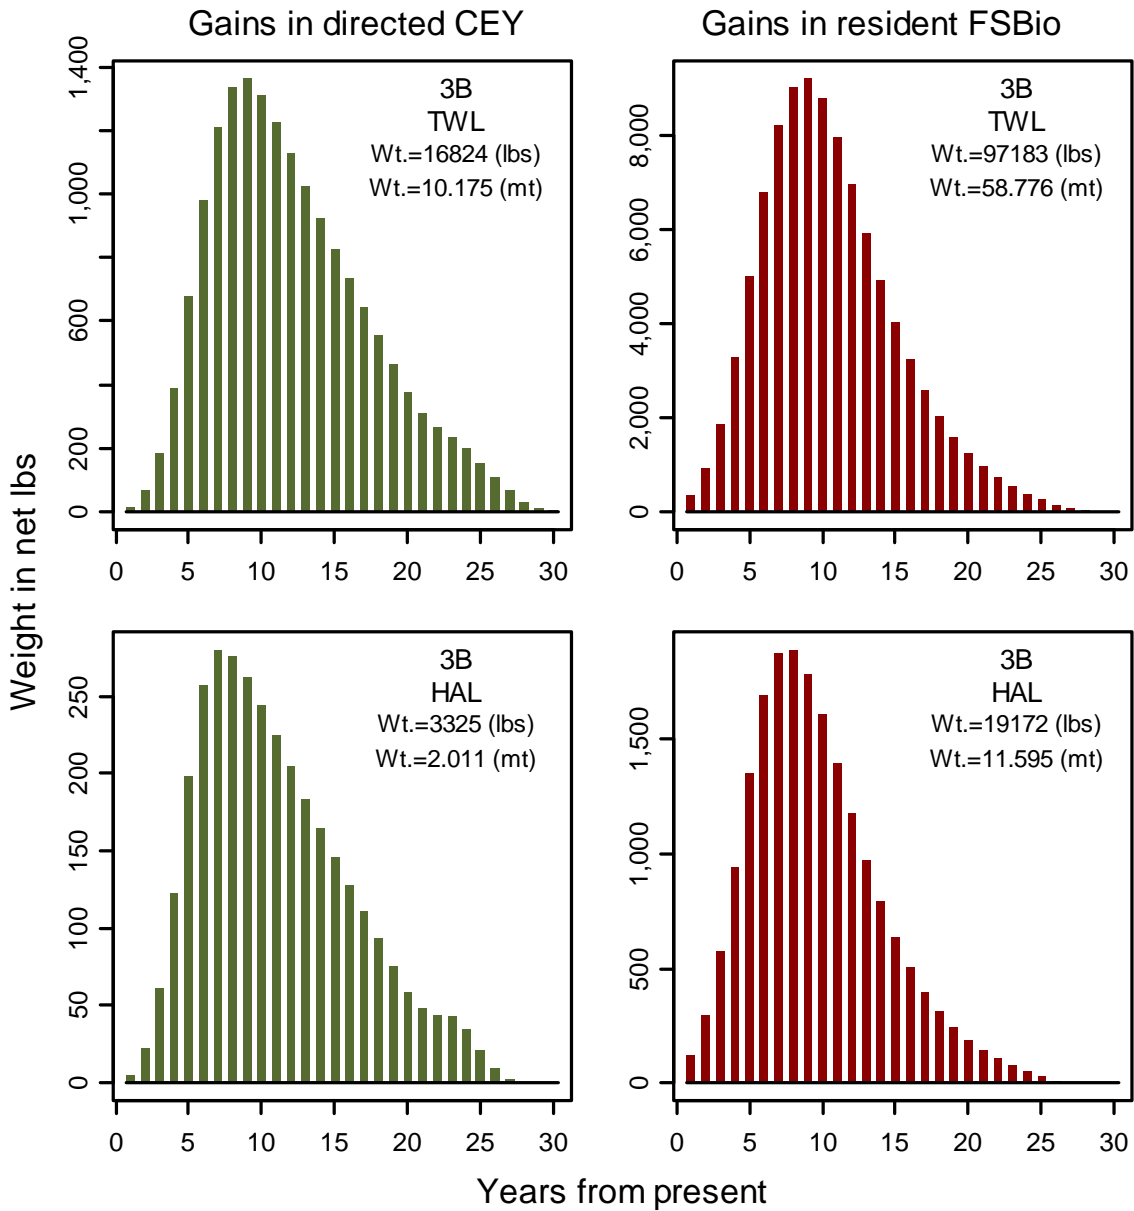 Gains in directed CEY
Gains in resident FSBio
Weight in net lbs
1,400
1,000
600
200
0
3B
TWL
Wt.=16824 (lbs)
Wt.=10.175 (mt)
0 5 10 15 20 25 30
8,000
6,000
4,000
2,000
0
3B
TWL
Wt.=97183 (lbs)
Wt.=58.776 (mt)
0 5 10 15 20 25 30
250
200
150
100
50
0
3B
HAL
Wt.=3325 (lbs)
Wt.=2.011 (mt)
0 5 10 15 20 25 30
1,500
1,000
500
0
3B
HAL
Wt.=19172 (lbs)
Wt.=11.595 (mt)
0 5 10 15 20 25 30
Years from present